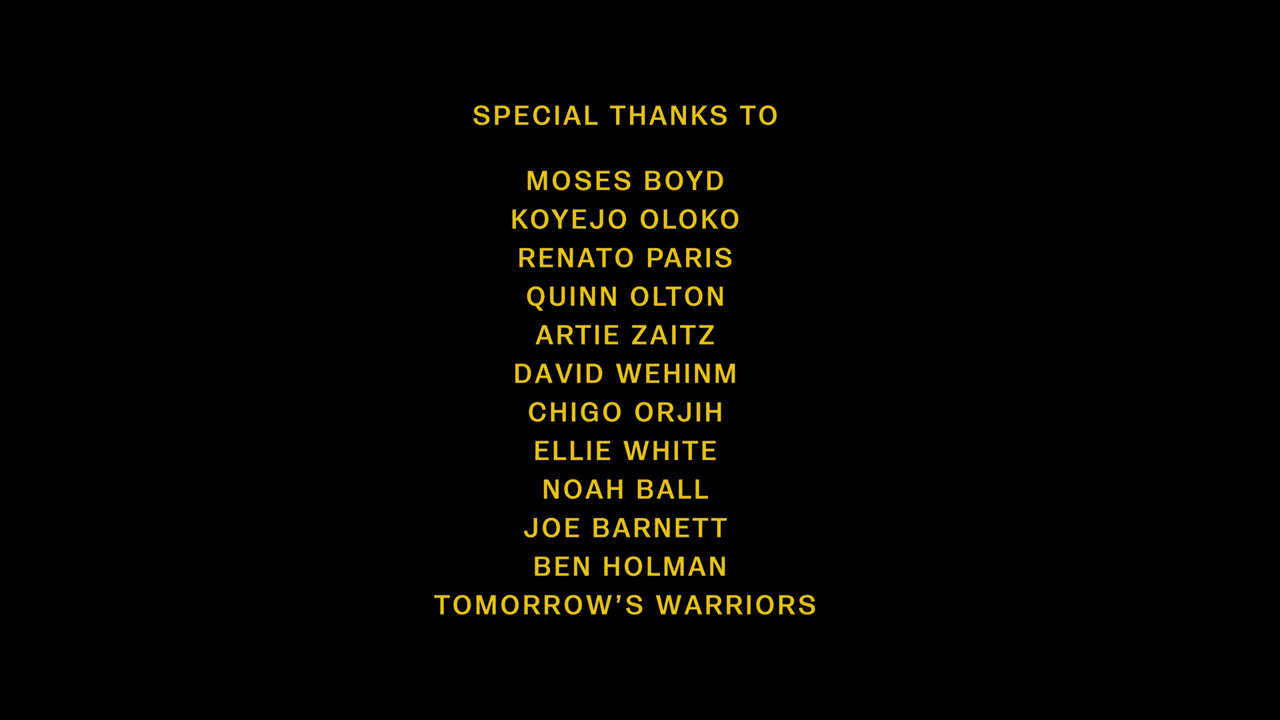 SPECIAL THANKS TO
MOSES BOYD
KOYEJO OLOKO
RENATO PARIS
QUINN OLTON
ARTIE ZAITZ
DAVID WEHINM
CHIGO ORJIH
ELLIE WHITE
NOAH BALL
JOE BARNETT
BEN HOLMAN
TOMORROW’S WARRIORS